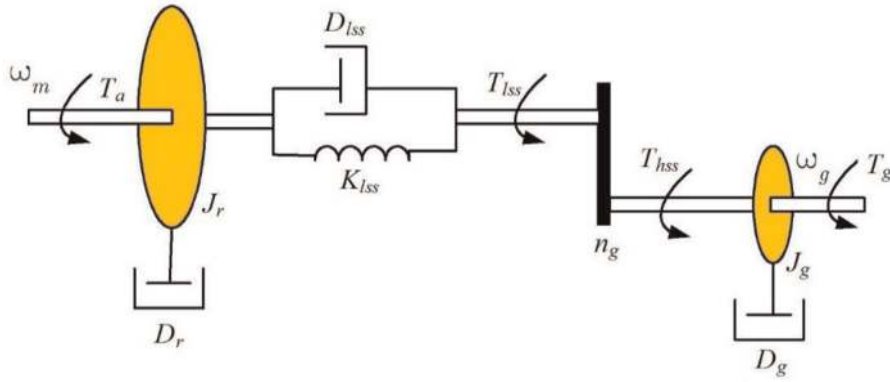 D_lss
ω_m
T_a
T_lss
K_lss
T_hss
ω_g
T_g
J_r
n_g
J_g
D_r
D_g